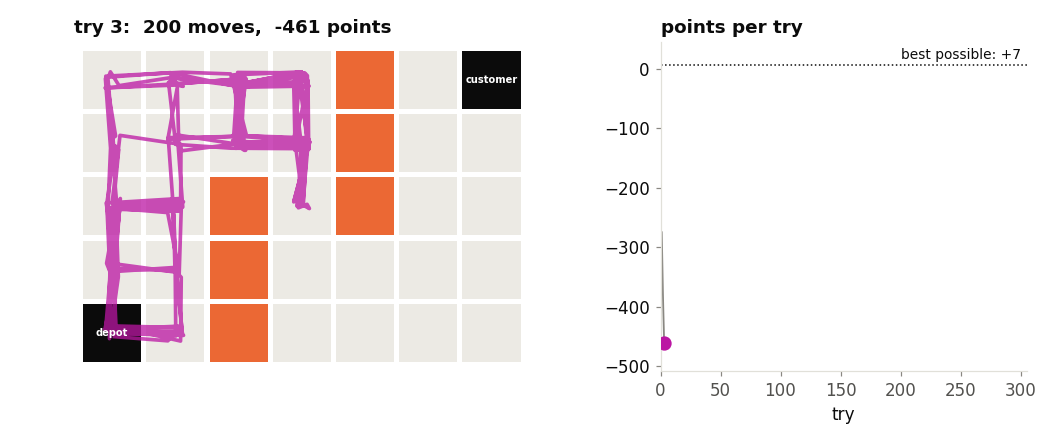 try 3:  200 moves,  -461 points
customer
depot
points per try
best possible: +7
0
−100
−200
−300
−400
−500
0 50 100 150 200 250 300
try